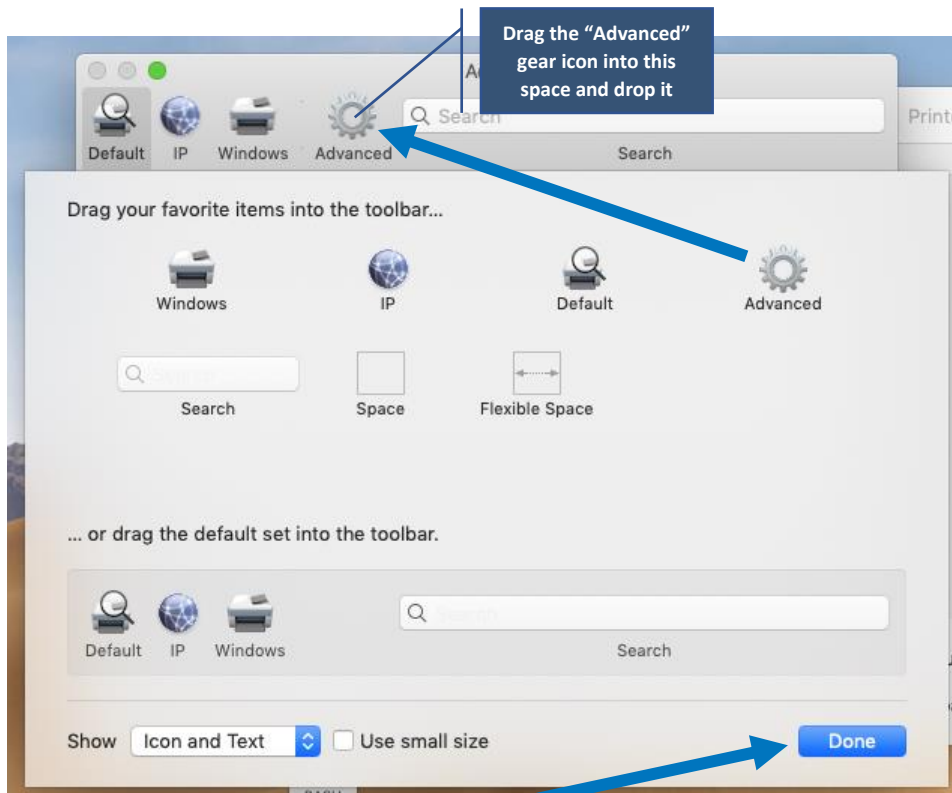 Drag the “Advanced”
gear icon into this
space and drop it
Search
Default IP Windows Advanced Search
Drag your favorite items into the toolbar...
Windows IP Default Advanced
Search Space Flexible Space
... or drag the default set into the toolbar.
Default IP Windows Search
Show Icon and Text Use small size Done